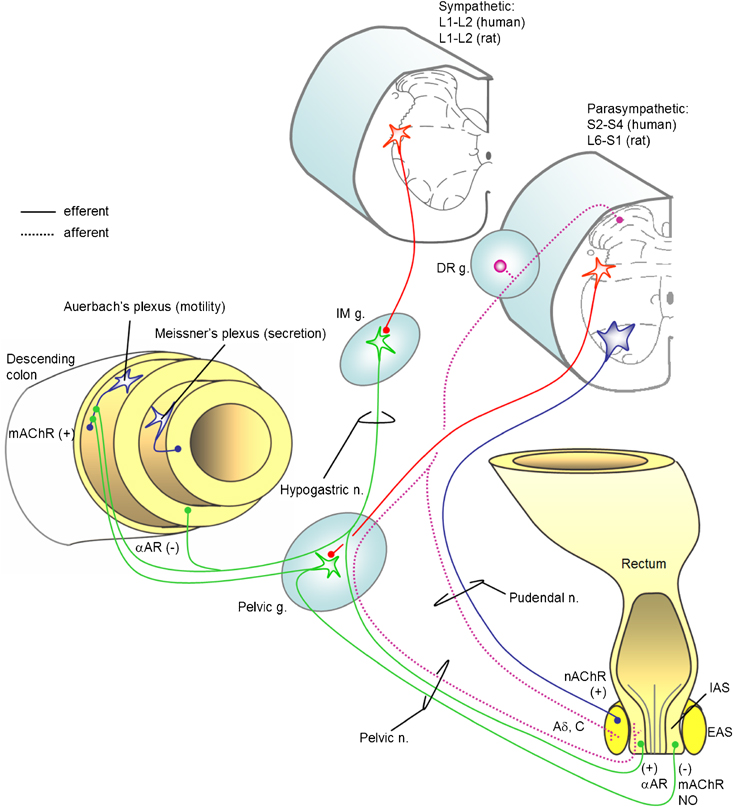 Sympathetic:
L1-L2 (human)
L1-L2 (rat)
Parasympathetic:
S2-S4 (human)
L6-S1 (rat)
efferent
afferent
DR g.
IM g.
Auerbach's plexus (motility)
Meissner's plexus (secretion)
Descending
colon
mAChR (+)
Hypogastric n.
αAR (-)
Pelvic g.
Rectum
Pudendal n.
nAChR
(+)
IAS
EAS
Aδ, C
Pelvic n.
(+)
αAR
(-)
mAChR
NO